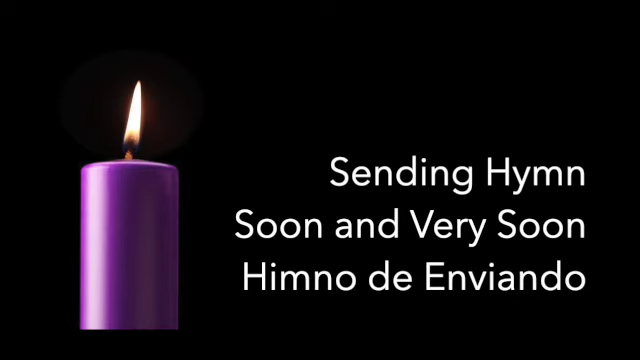 Sending Hymn
Soon and Very Soon
Himno de Enviando